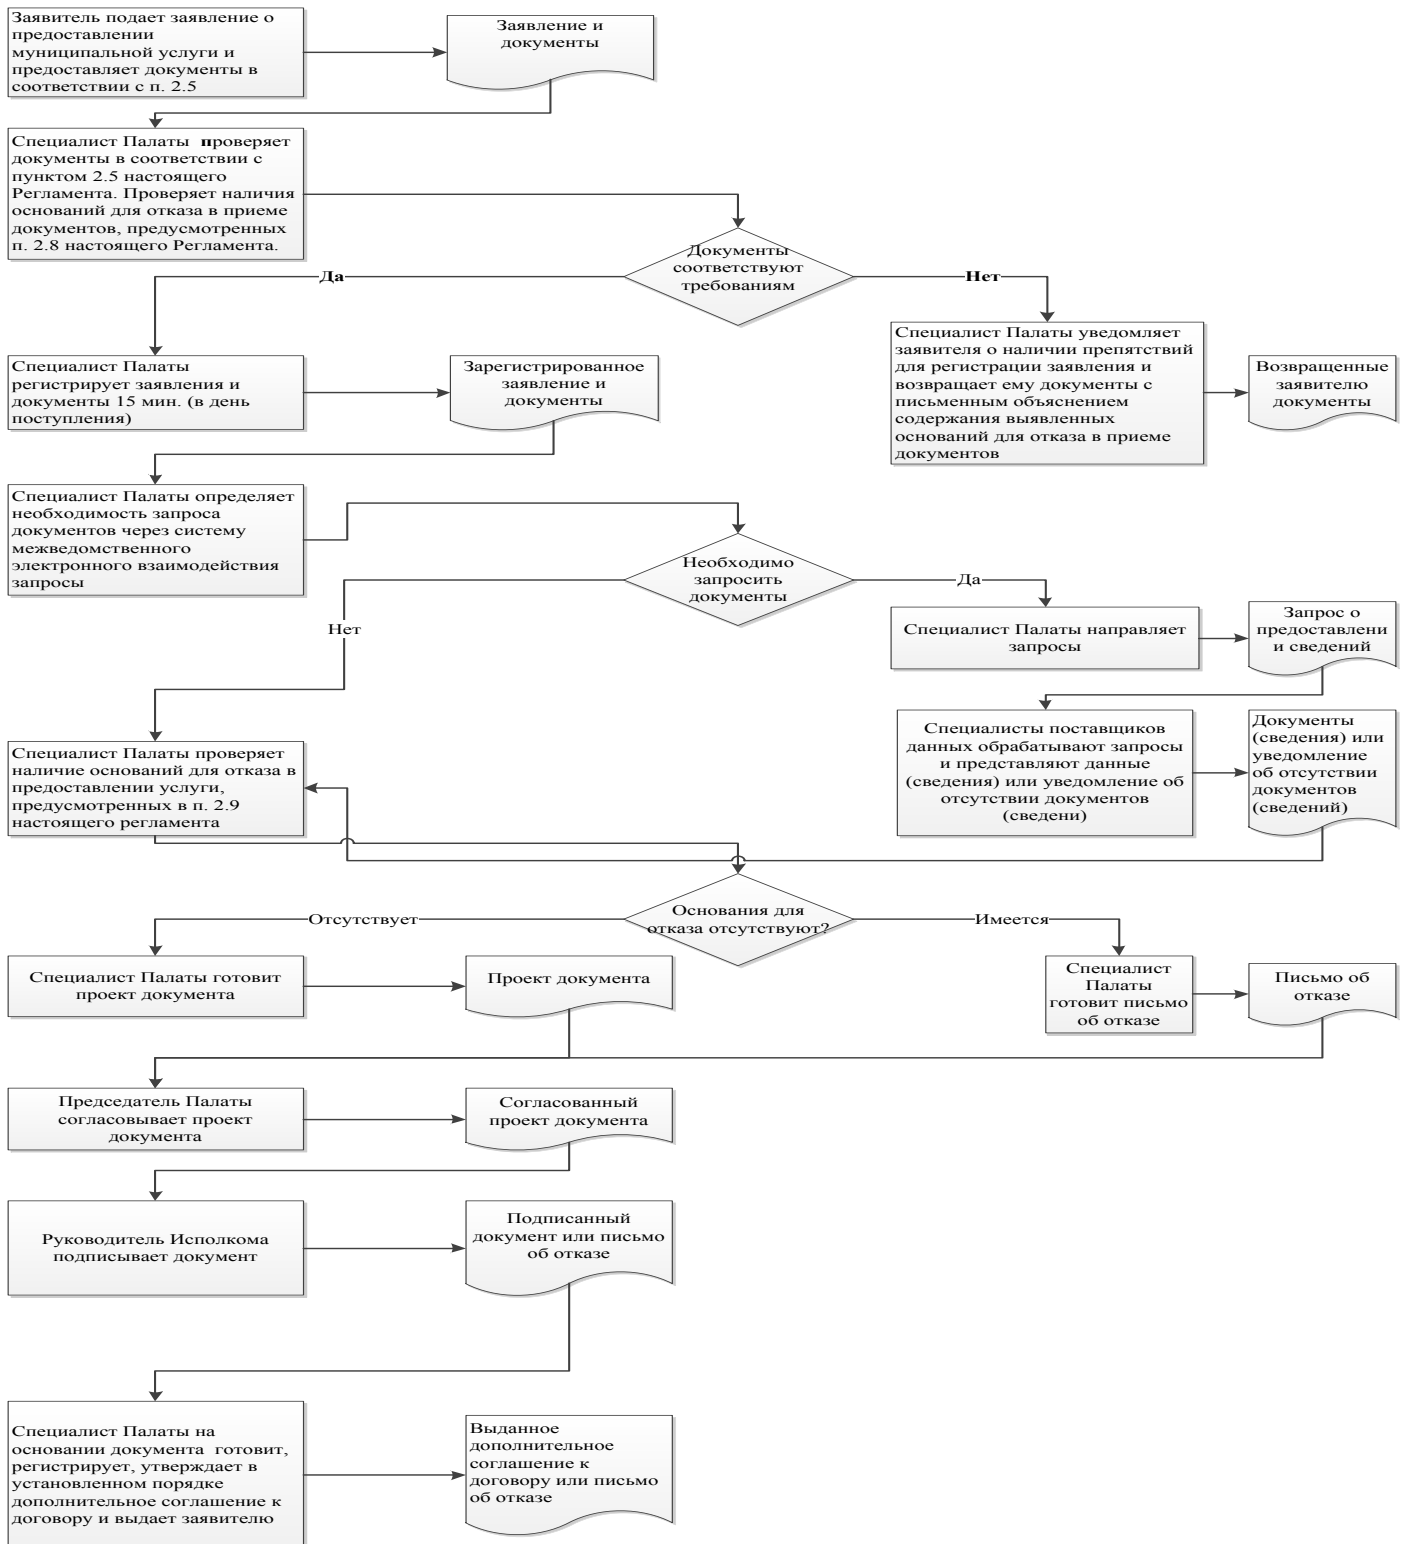 Заявитель подает заявление о
предоставлении
муниципальной услуги и
предоставляет документы в
соответствии с п. 2.5
Заявление и
документы
Специалист Палаты проверяет
документы в соответствии с
пунктом 2.5 настоящего
Регламента. Проверяет наличия
оснований для отказа в приеме
документов, предусмотренных
п. 2.8 настоящего Регламента.
Документы
соответствуют
требованиям
Да
Нет
Специалист Палаты
регистрирует заявления и
документы 15 мин. (в день
поступления)
Зарегистрированное
заявление и
документы
Специалист Палаты уведомляет
заявителя о наличии препятствий
для регистрации заявления и
возвращает ему документы с
письменным объяснением
содержания выявленных
оснований для отказа в приеме
документов
Возвращенные
заявителю
документы
Специалист Палаты определяет
необходимость запроса
документов через систему
межведомственного
электронного взаимодействия
запросы
Необходимо
запросить
документы
Да
Нет
Специалист Палаты направляет
запросы
Запрос о
предоставлени
и сведений
Специалисты поставщиков
данных обрабатывают запросы
и представляют данные
(сведения) или уведомление об
отсутствии документов
(сведени)
Документы
(сведения) или
уведомление
об отсутствии
документов
(сведений)
Специалист Палаты проверяет
наличие оснований для отказа в
предоставлении услуги,
предусмотренных в п. 2.9
настоящего регламента
Основания для
отказа отсутствуют?
Отсутствует
Имеется
Специалист Палаты готовит
проект документа
Проект документа
Специалист
Палаты
готовит письмо
об отказе
Письмо об
отказе
Председатель Палаты
согласовывает проект
документа
Согласованный
проект документа
Руководитель Исполкома
подписывает документ
Подписанный
документ или письмо
об отказе
Специалист Палаты на
основании документа готовит,
регистрирует, утверждает в
установленном порядке
дополнительное соглашение к
договору и выдает заявителю
Выданное
дополнительное
соглашение к
договору или письмо
об отказе